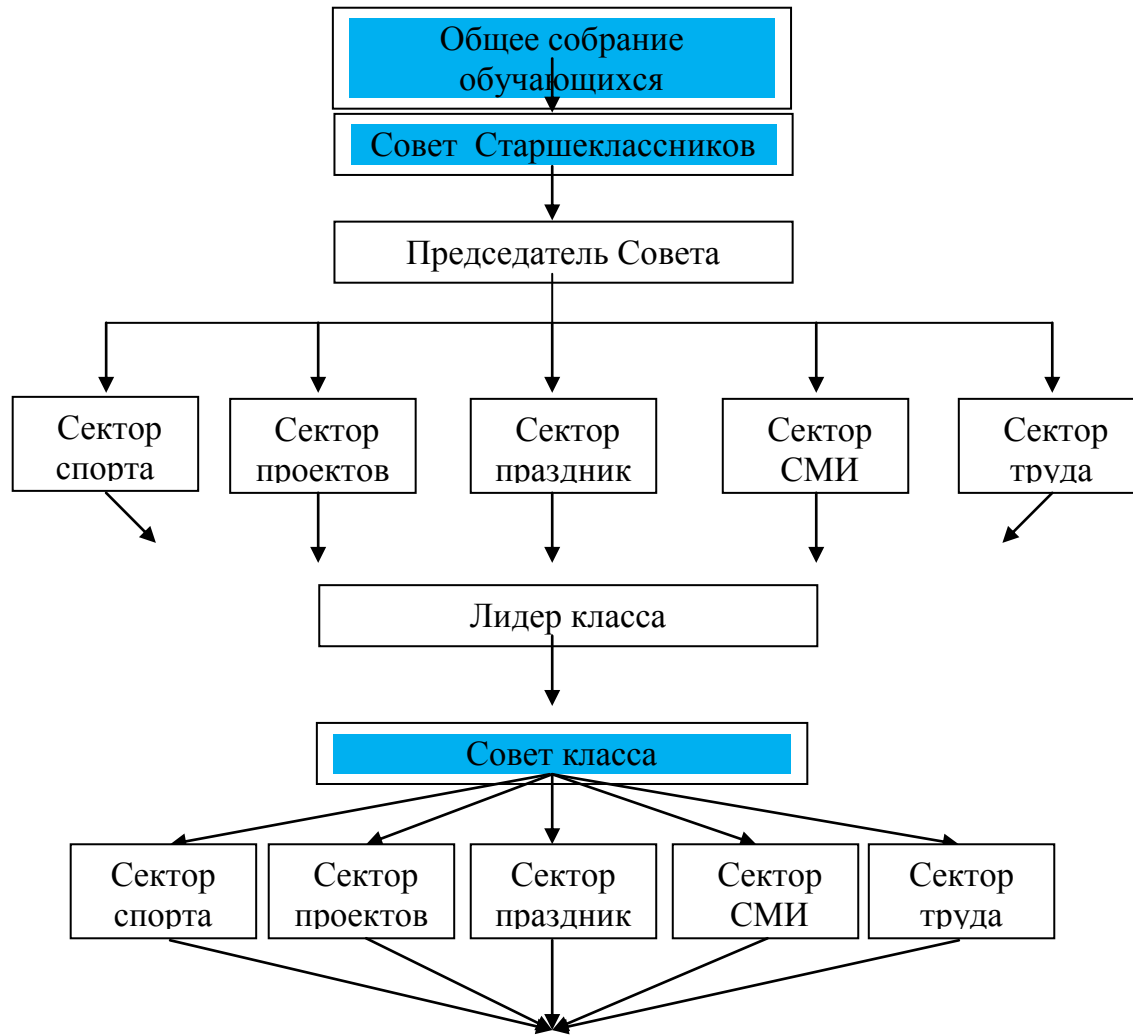 Общее собрание
обучающихся
Совет Старшеклассников
Председатель Совета
Сектор
спорта
Сектор
проектов
Сектор
праздник
Сектор
СМИ
Сектор
труда
Лидер класса
Совет класса
Сектор
спорта
Сектор
проектов
Сектор
праздник
Сектор
СМИ
Сектор
труда